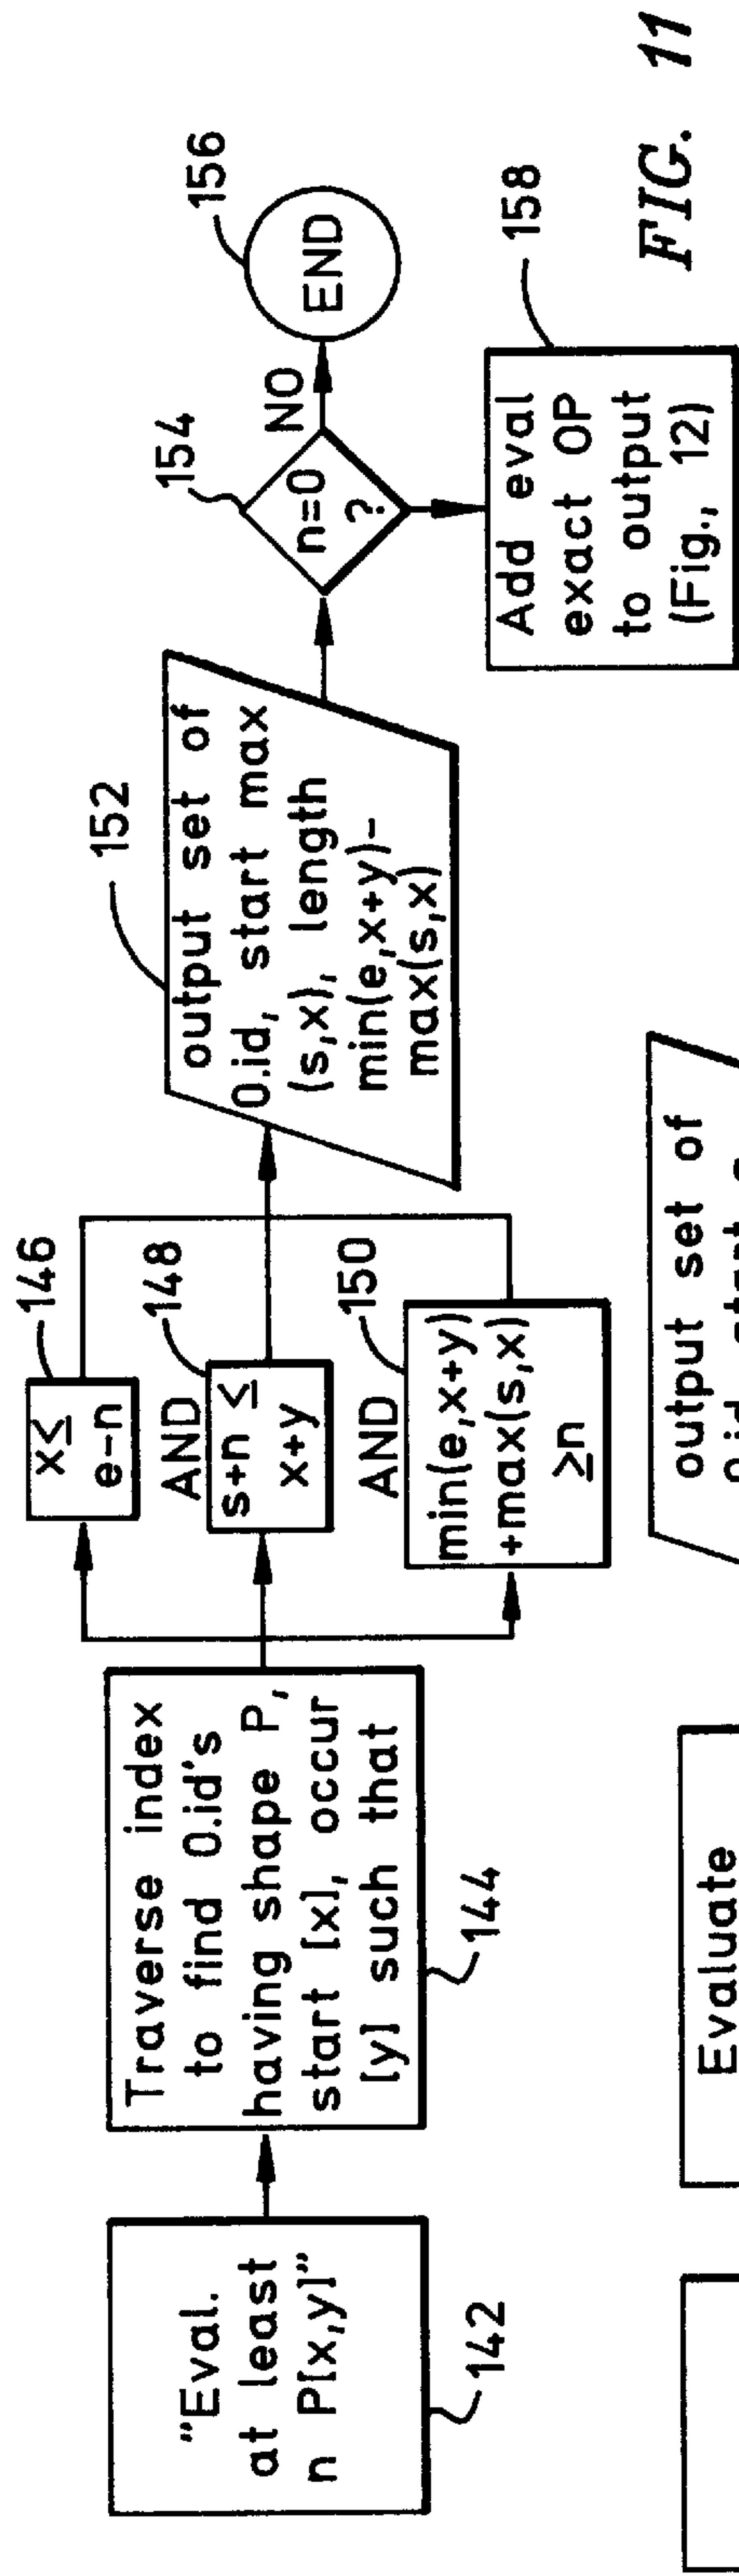 "Eval.
at least
n P[x,y]"
142
Traverse index
to find O.id's
having shape P,
start [x], occur
[y] such that
144
x≤
e-n
146
AND
s+n ≤
x+y
148
AND
min(e,x+y)
+max(s,x)
≥n
150
output set of
O.id, start max
(s,x), length
min(e,x+y)-
max(s,x)
152
n=0
?
154
NO
END
156
Add eval
exact OP
to output
(Fig., 12)
158
FIG. 11
Evaluate
output set of